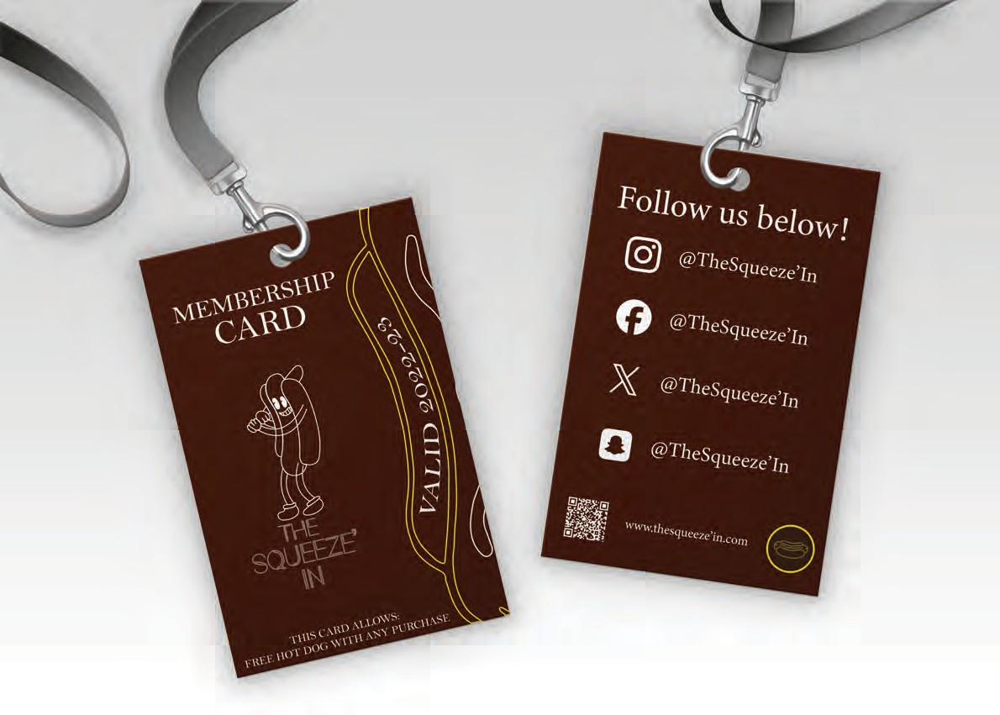 MEMBERSHIP
CARD
VALID 2022-23
THE
SQUEEZE'
IN
THIS CARD ALLOWS:
FREE HOT DOG WITH ANY PURCHASE
Follow us below!
@TheSqueeze’In
@TheSqueeze’In
@TheSqueeze’In
@TheSqueeze’In
www.thesqueeze’in.com